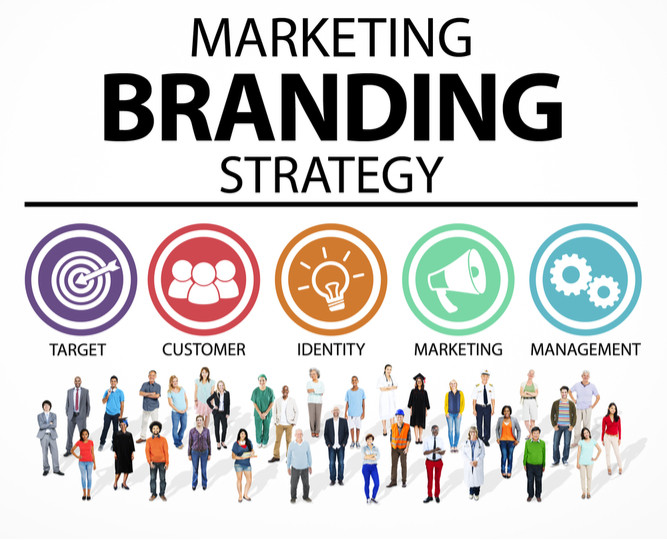 MARKETING
BRANDING
STRATEGY
TARGET CUSTOMER IDENTITY MARKETING MANAGEMENT